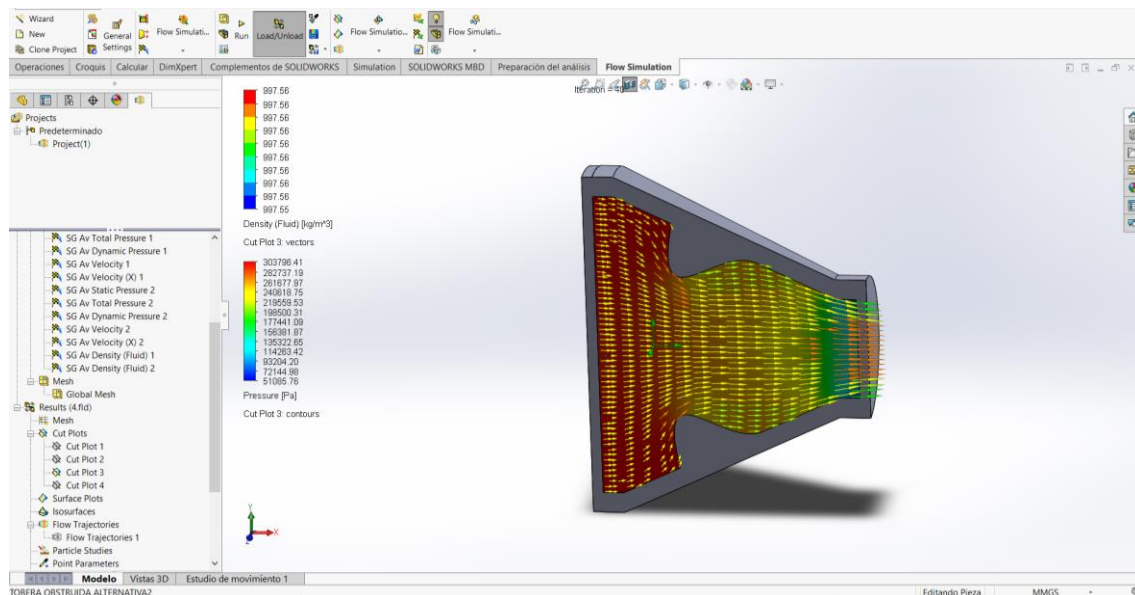 Wizard
New
Clone Project
General Settings
Flow Simulati...
Run
Load/Unload
Flow Simulatio...
Flow Simulati...
Operaciones
Croquis
Calcular
DimXpert
Complementos de SOLIDWORKS
Simulation
SOLIDWORKS MBD
Preparación del análisis
Flow Simulation
Iteration = 40
Projects
Predeterminado
Project(1)
SG Av Total Pressure 1
SG Av Dynamic Pressure 1
SG Av Velocity 1
SG Av Velocity (X) 1
SG Av Static Pressure 2
SG Av Total Pressure 2
SG Av Dynamic Pressure 2
SG Av Velocity 2
SG Av Velocity (X) 2
SG Av Density (Fluid) 1
SG Av Density (Fluid) 2
Mesh
Global Mesh
Results (4.fld)
Mesh
Cut Plots
Cut Plot 1
Cut Plot 2
Cut Plot 3
Cut Plot 4
Surface Plots
Isosurfaces
Flow Trajectories
Flow Trajectories 1
Particle Studies
Point Parameters
997.56
997.56
997.56
997.56
997.56
997.56
997.56
997.56
997.56
997.55
Density (Fluid) [kg/m^3]
Cut Plot 3: vectors
303796.41
282737.19
261677.97
240618.75
219559.53
198500.31
177441.09
156381.87
135322.65
114263.42
93204.20
72144.98
51085.76
Pressure [Pa]
Cut Plot 3: contours
Y
X
Z
Modelo
Vistas 3D
Estudio de movimiento 1
TOBERA OBSTRUIDA ALTERNATIVA2
Editando Pieza
MMGS